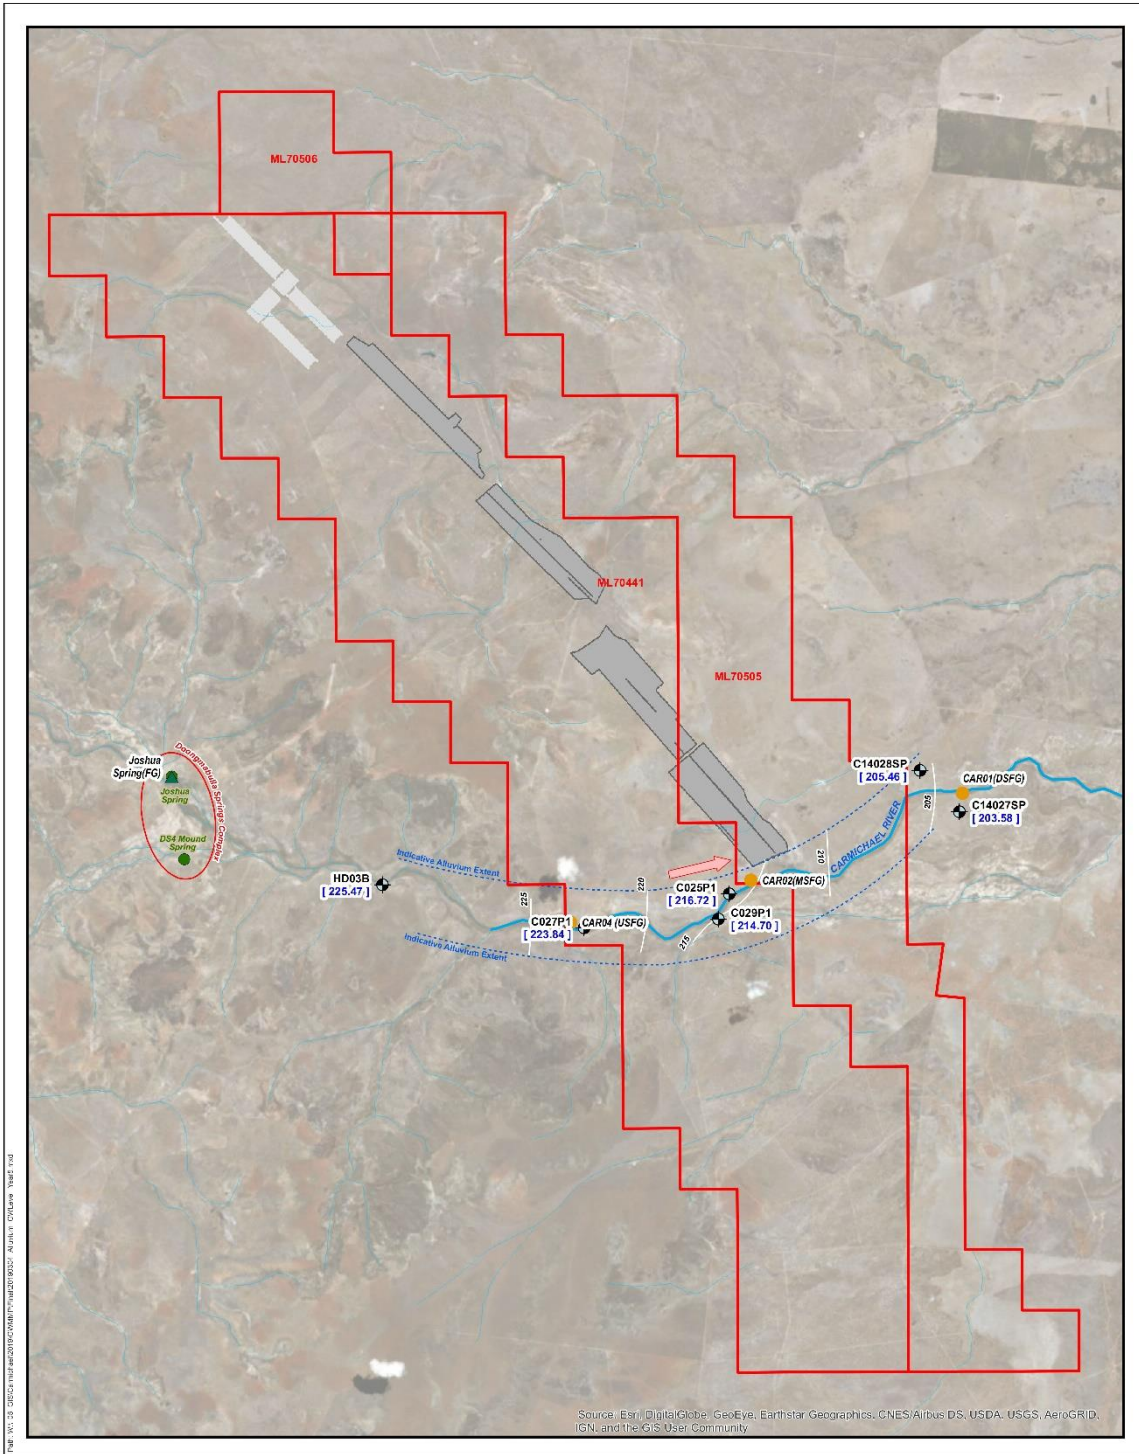 ML70506
ML70441
ML70505
Joshua
Spring(FG)
Joshua
Spring
DS4 Mound
Spring
Doongmabulla Springs Complex
HD03B
[ 225.47 ]
Indicative Alluvium Extent
Indicative Alluvium Extent
225
C027P1
[ 223.84 ]
CAR04 (USFG)
220
215
C025P1
[ 216.72 ]
C029P1
[ 214.70 ]
CAR02(MSFG)
210
CARMICHAEL RIVER
C14028SP
[ 205.46 ]
205
CAR01(DSFG)
C14027SP
[ 203.58 ]
Source: Esri, DigitalGlobe, GeoEye, Earthstar Geographics, CNES/Airbus DS, USDA, USGS, AeroGRID,
IGN, and the GIS User Community